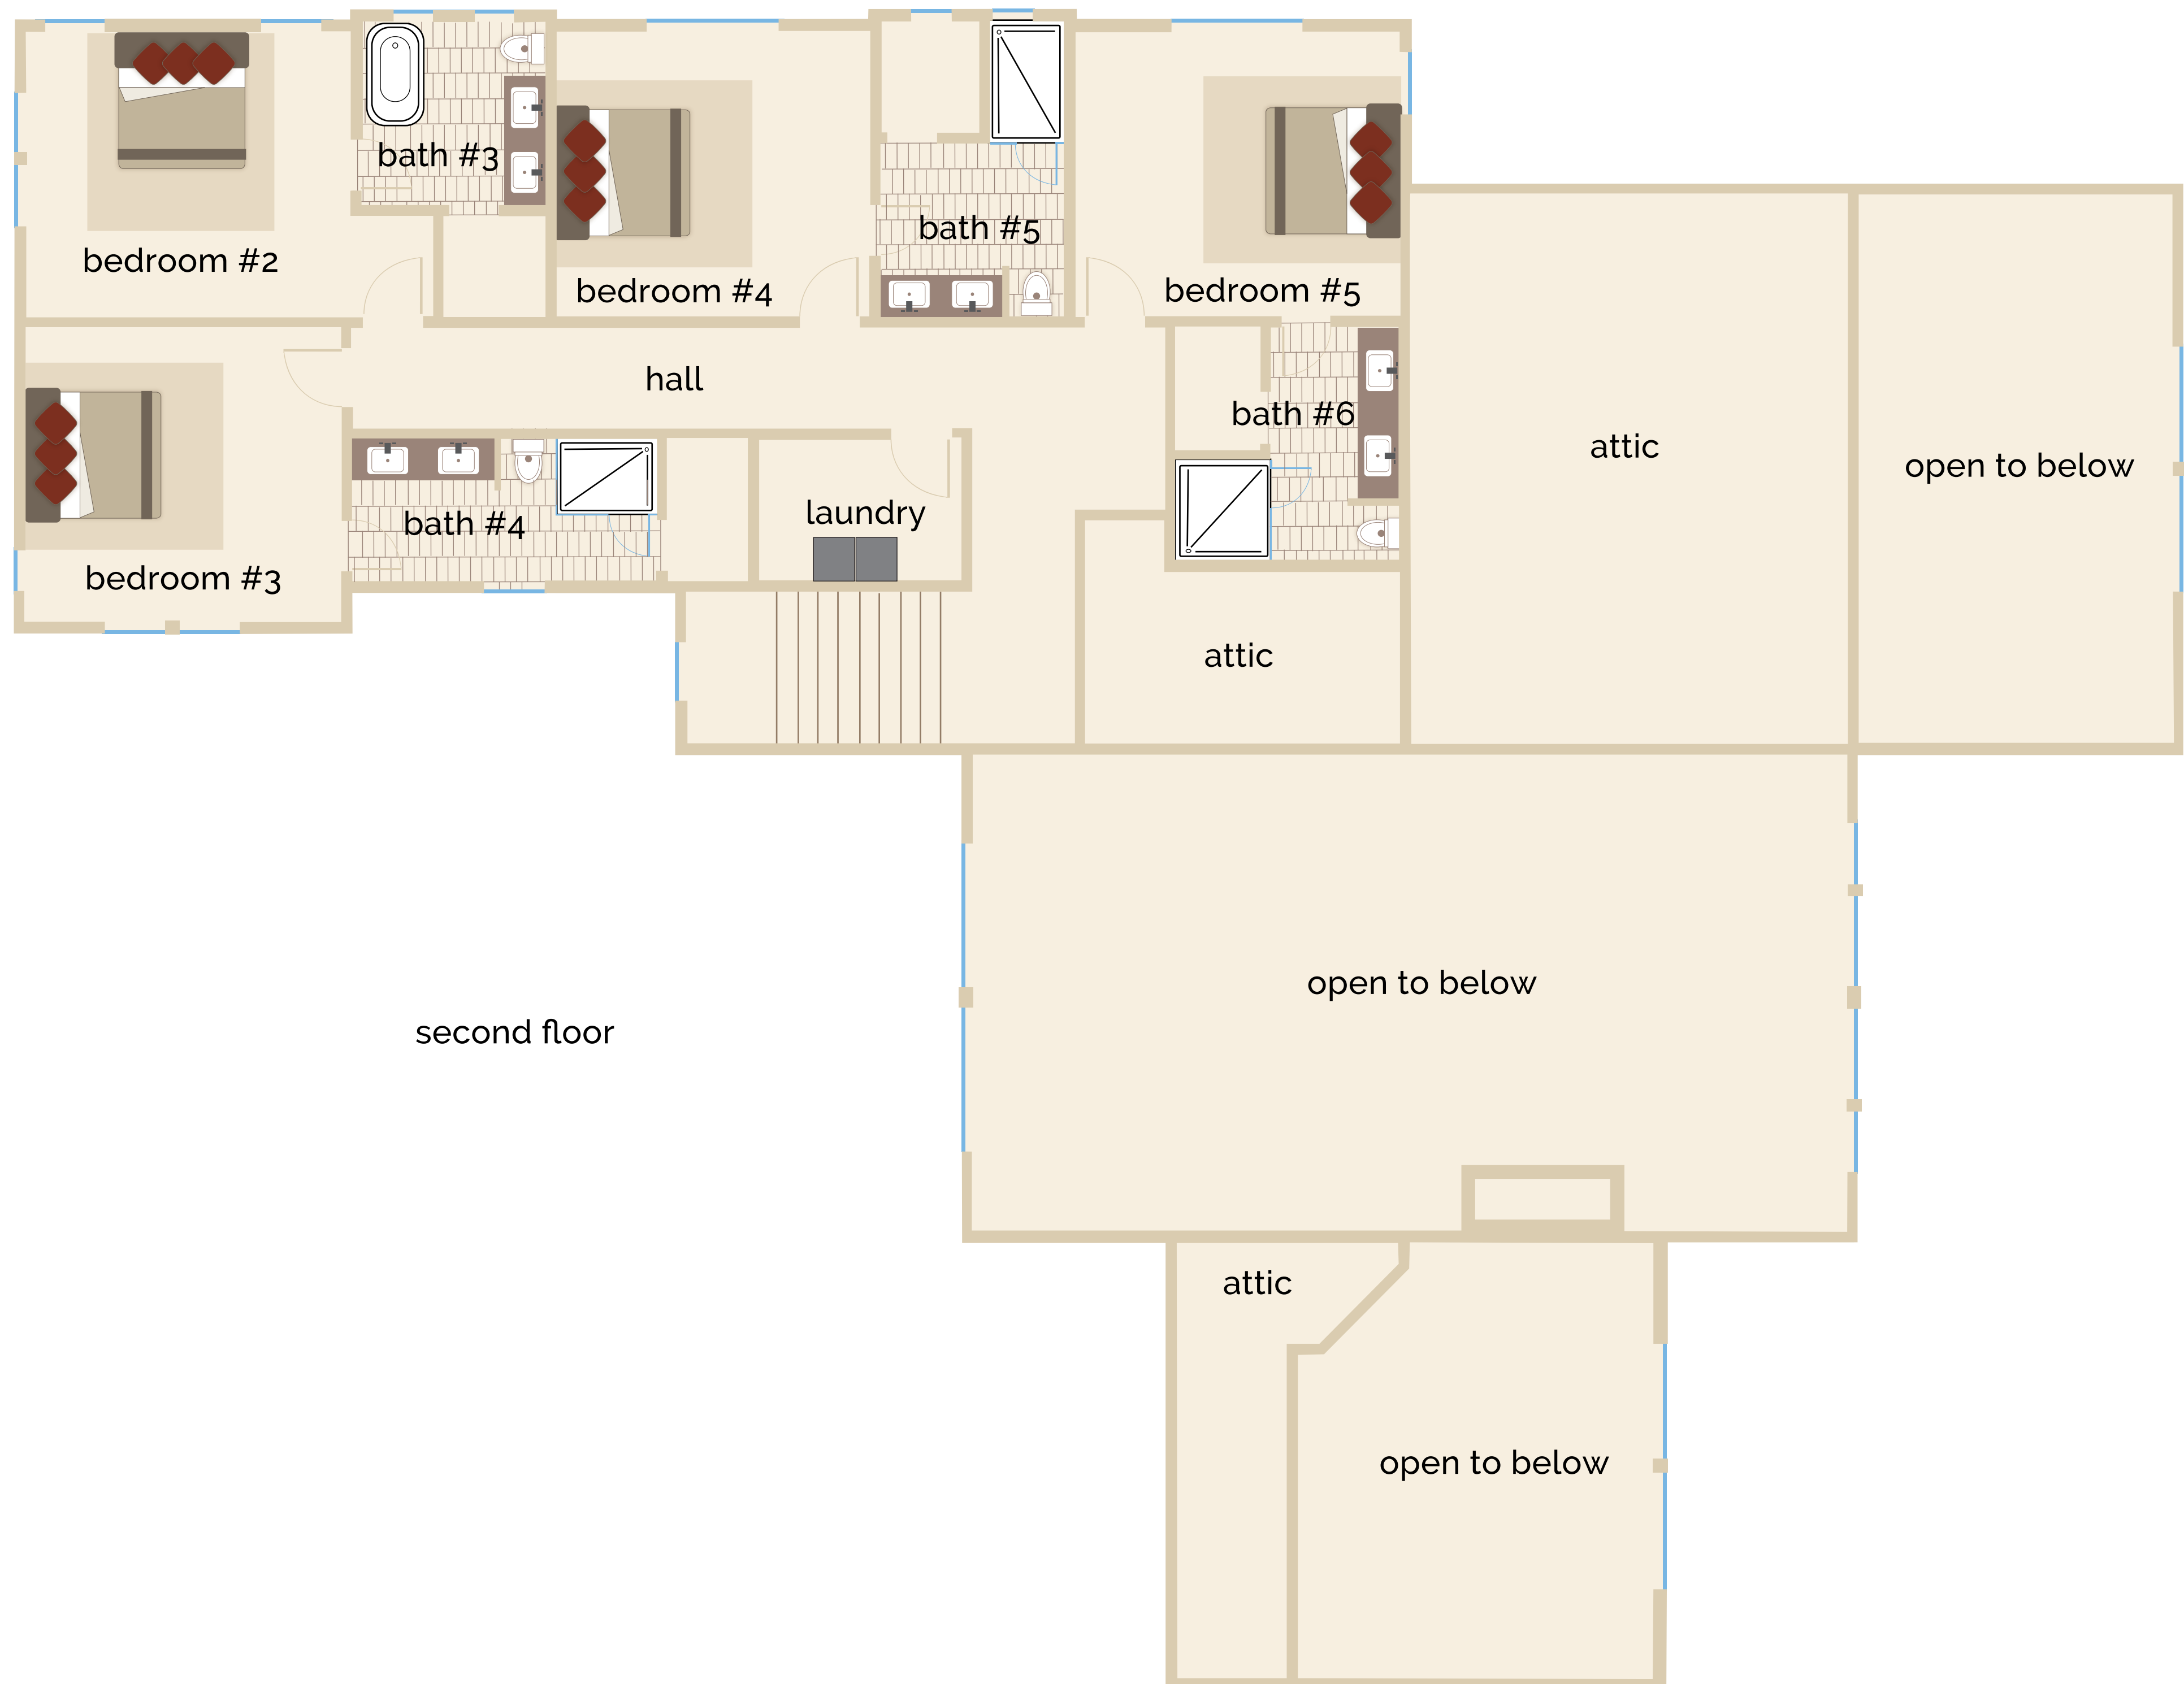 bath #3
bath #5
bedroom #2
bedroom #4
bedroom #5
hall
bath #6
attic
open to below
laundry
bath #4
bedroom #3
attic
open to below
second floor
attic
open to below